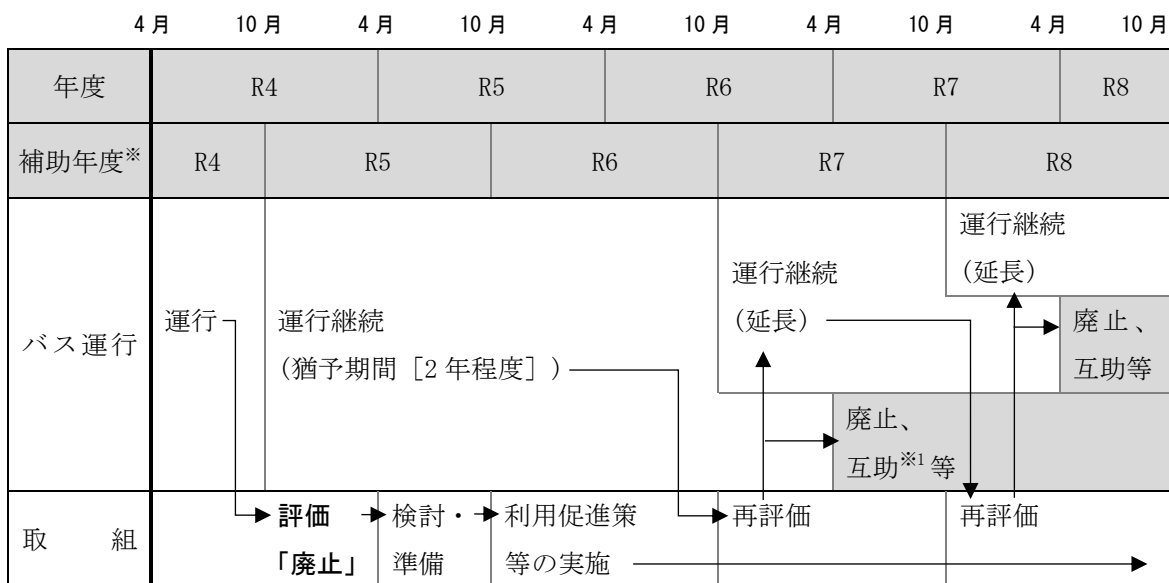 4月 10月 4月 10月 4月 10月 4月 10月 4月 10月
年度 R4 R5 R6 R7 R8
補助年度※ R4 R5 R6 R7 R8
バス運行
運行
運行継続
(猶予期間［2年程度］)
運行継続
(延長)
廃止、
互助※1等
運行継続
(延長)
廃止、
互助等
取組
評価
「廃止」
検討・
準備
利用促進策
等の実施
再評価
再評価